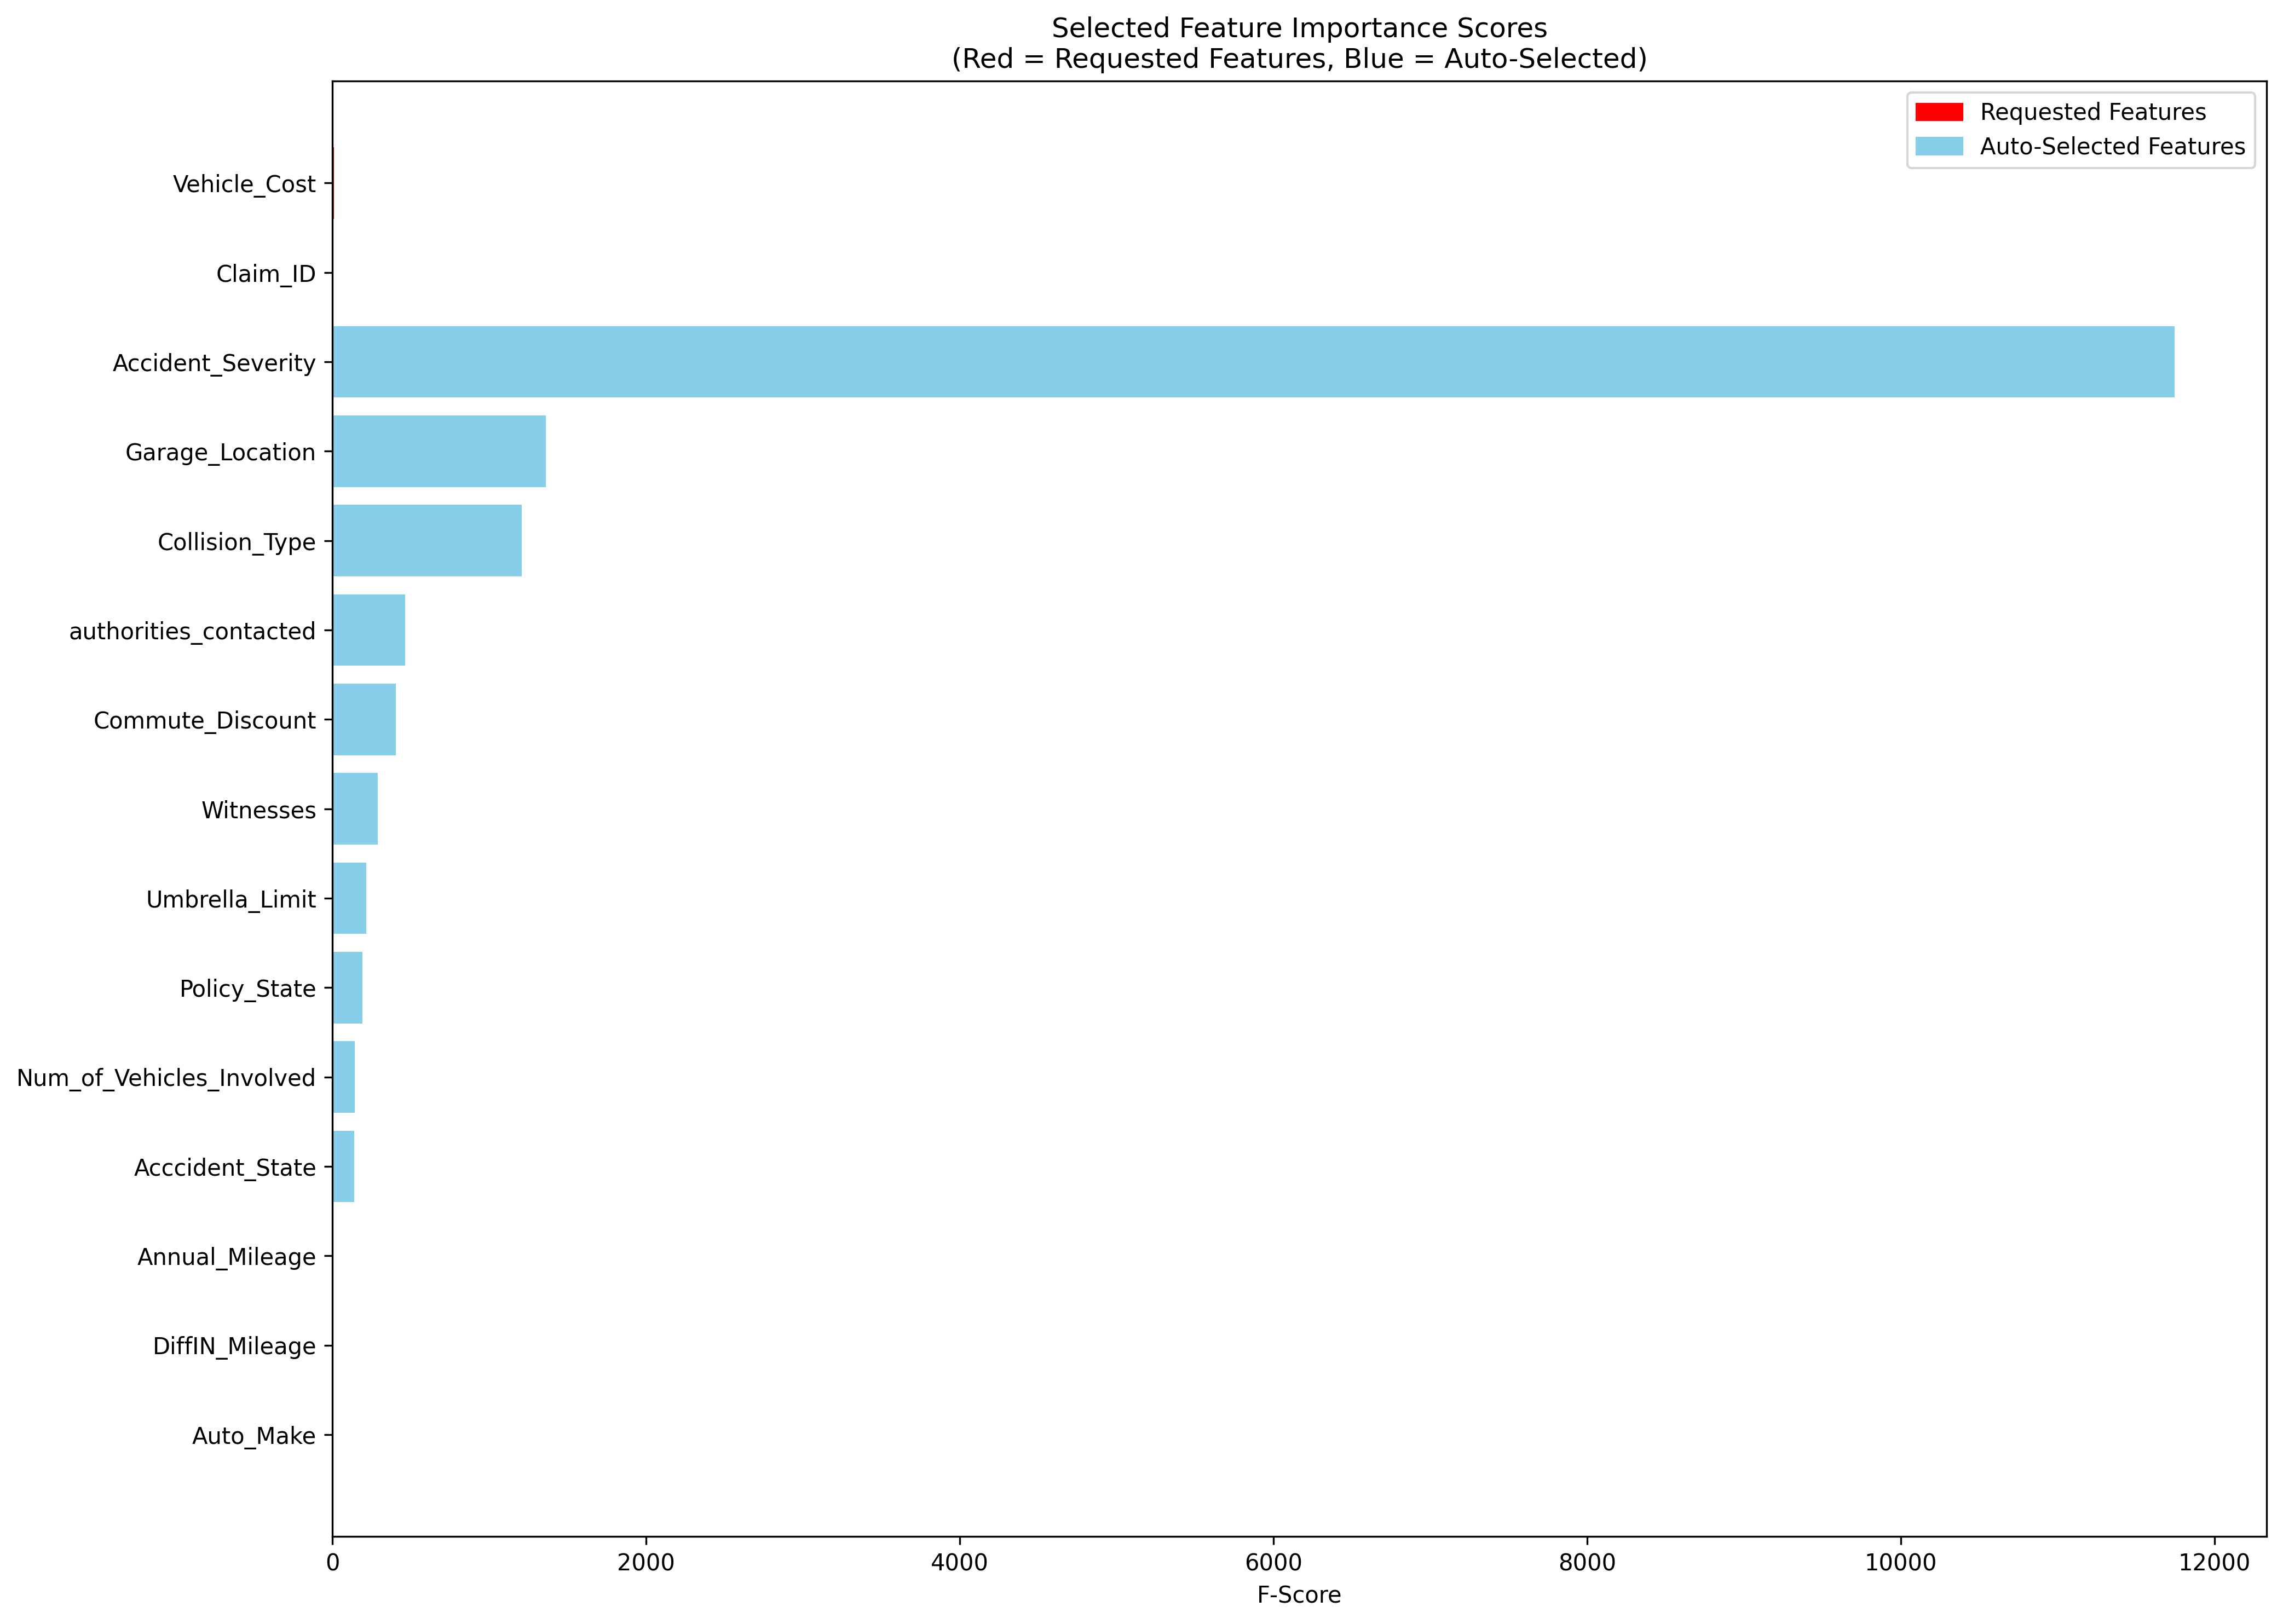 Selected Feature Importance Scores
(Red = Requested Features, Blue = Auto-Selected)
Requested Features
Auto-Selected Features
Vehicle_Cost
Claim_ID
Accident_Severity
Garage_Location
Collision_Type
authorities_contacted
Commute_Discount
Witnesses
Umbrella_Limit
Policy_State
Num_of_Vehicles_Involved
Acccident_State
Annual_Mileage
DiffIN_Mileage
Auto_Make
0 2000 4000 6000 8000 10000 12000
F-Score